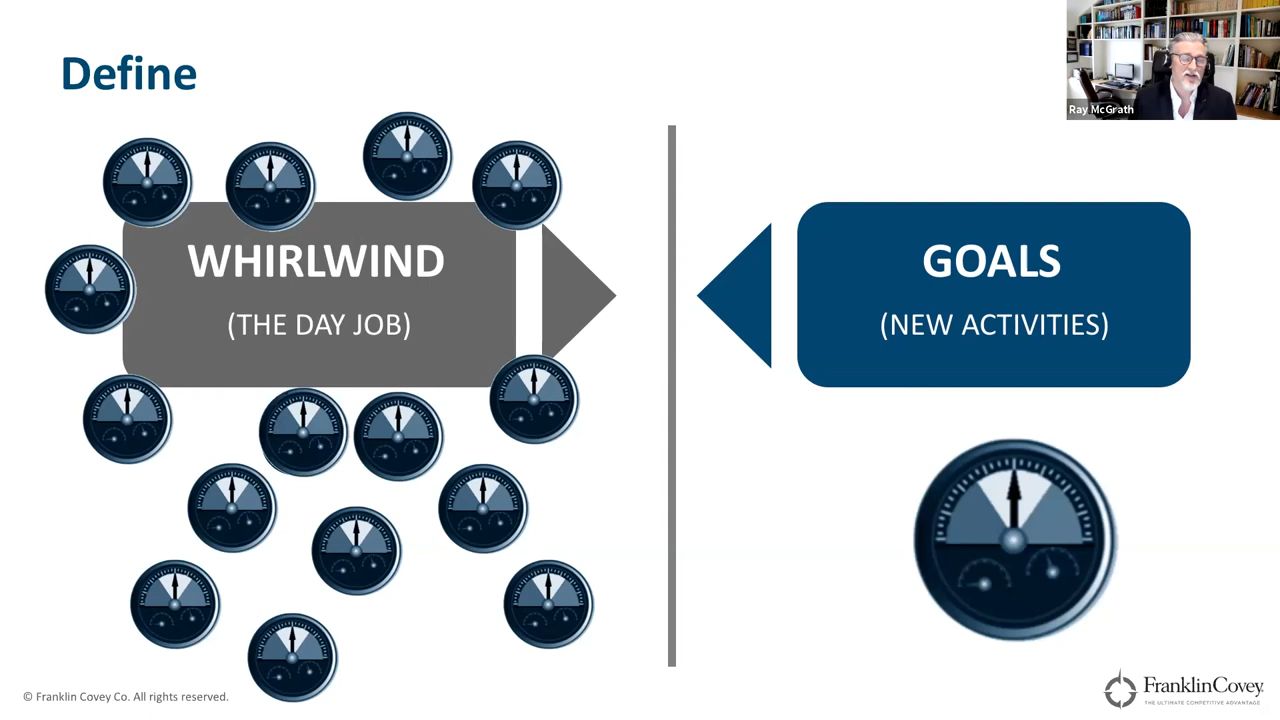 Define
Ray McGrath
WHIRLWIND
(THE DAY JOB)
GOALS
(NEW ACTIVITIES)
© Franklin Covey Co. All rights reserved.
FranklinCovey
THE ULTIMATE COMPETITIVE ADVANTAGE